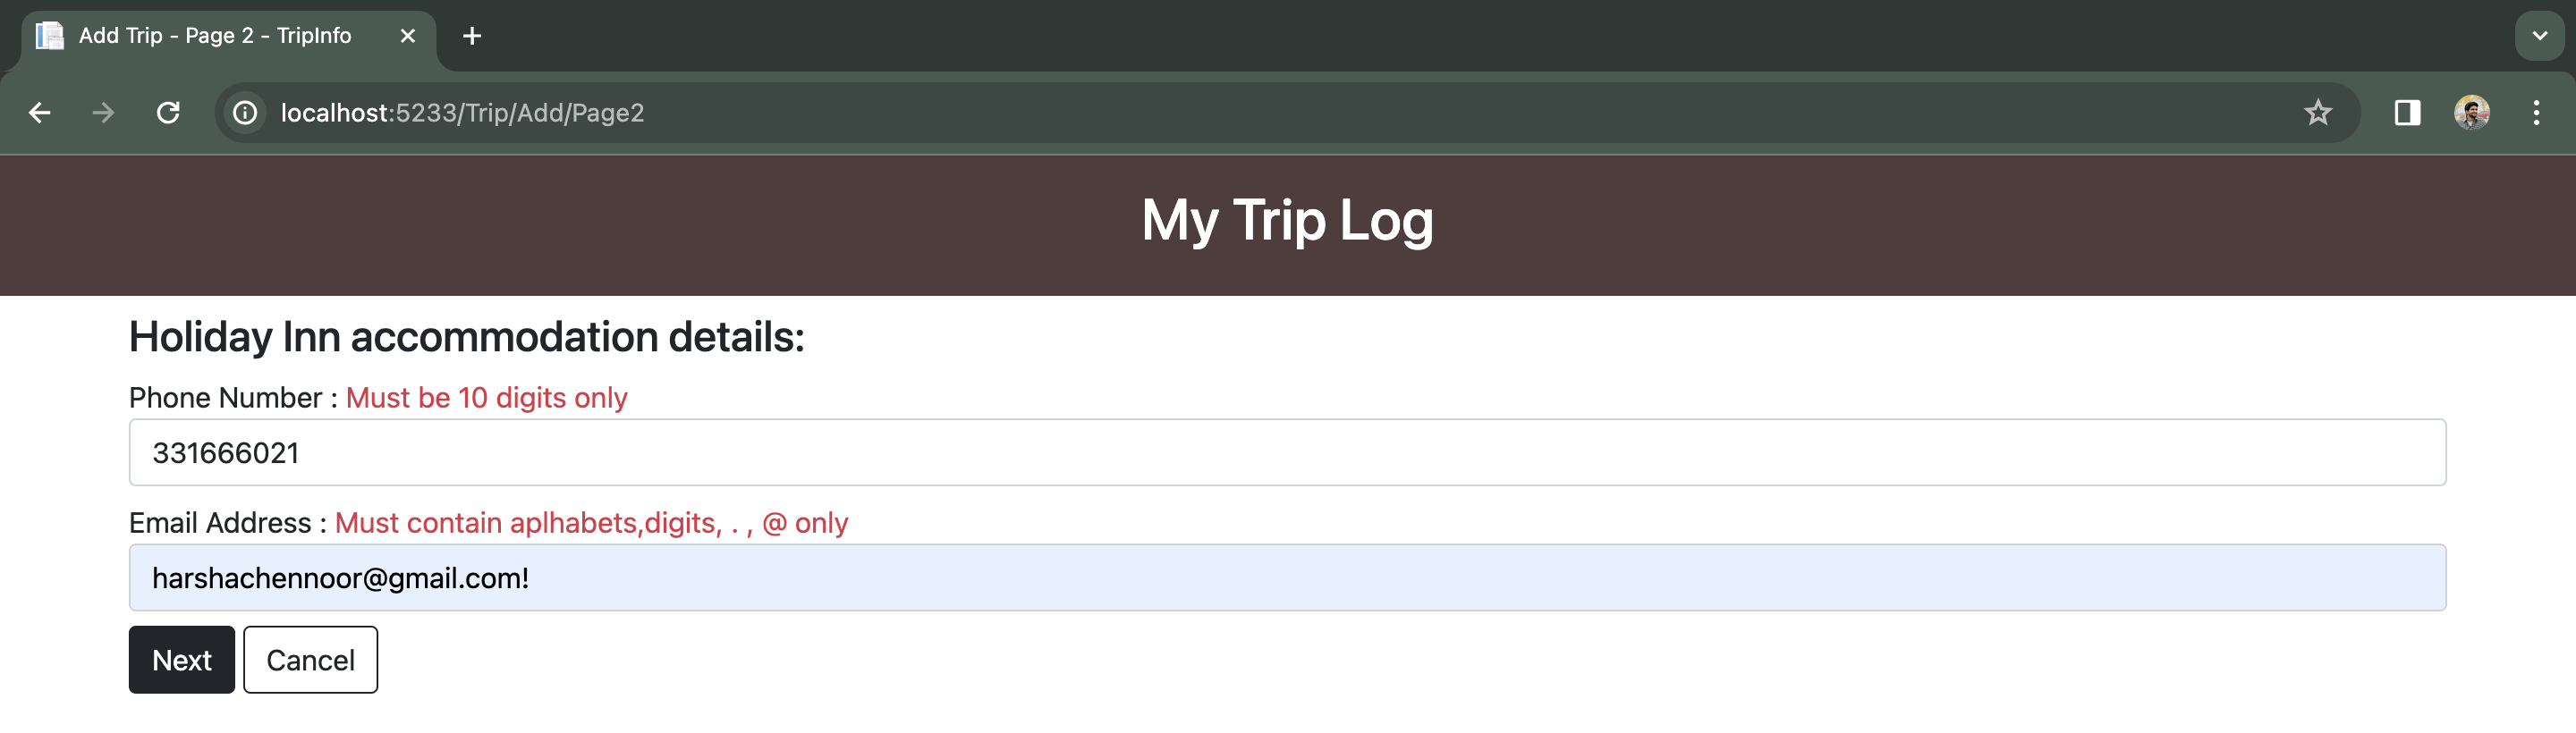 Add Trip - Page 2 - TripInfo
localhost:5233/Trip/Add/Page2
My Trip Log
Holiday Inn accommodation details:
Phone Number : Must be 10 digits only
331666021
Email Address : Must contain aplhabets,digits, . , @ only
harshachennoor@gmail.com!
Next Cancel